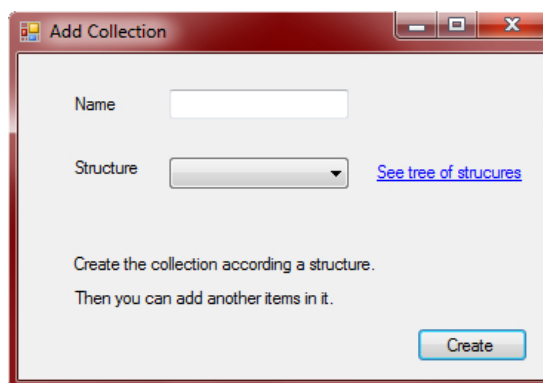 Add Collection
Name
Structure
See tree of strucures
Create the collection according a structure.
Then you can add another items in it.
Create